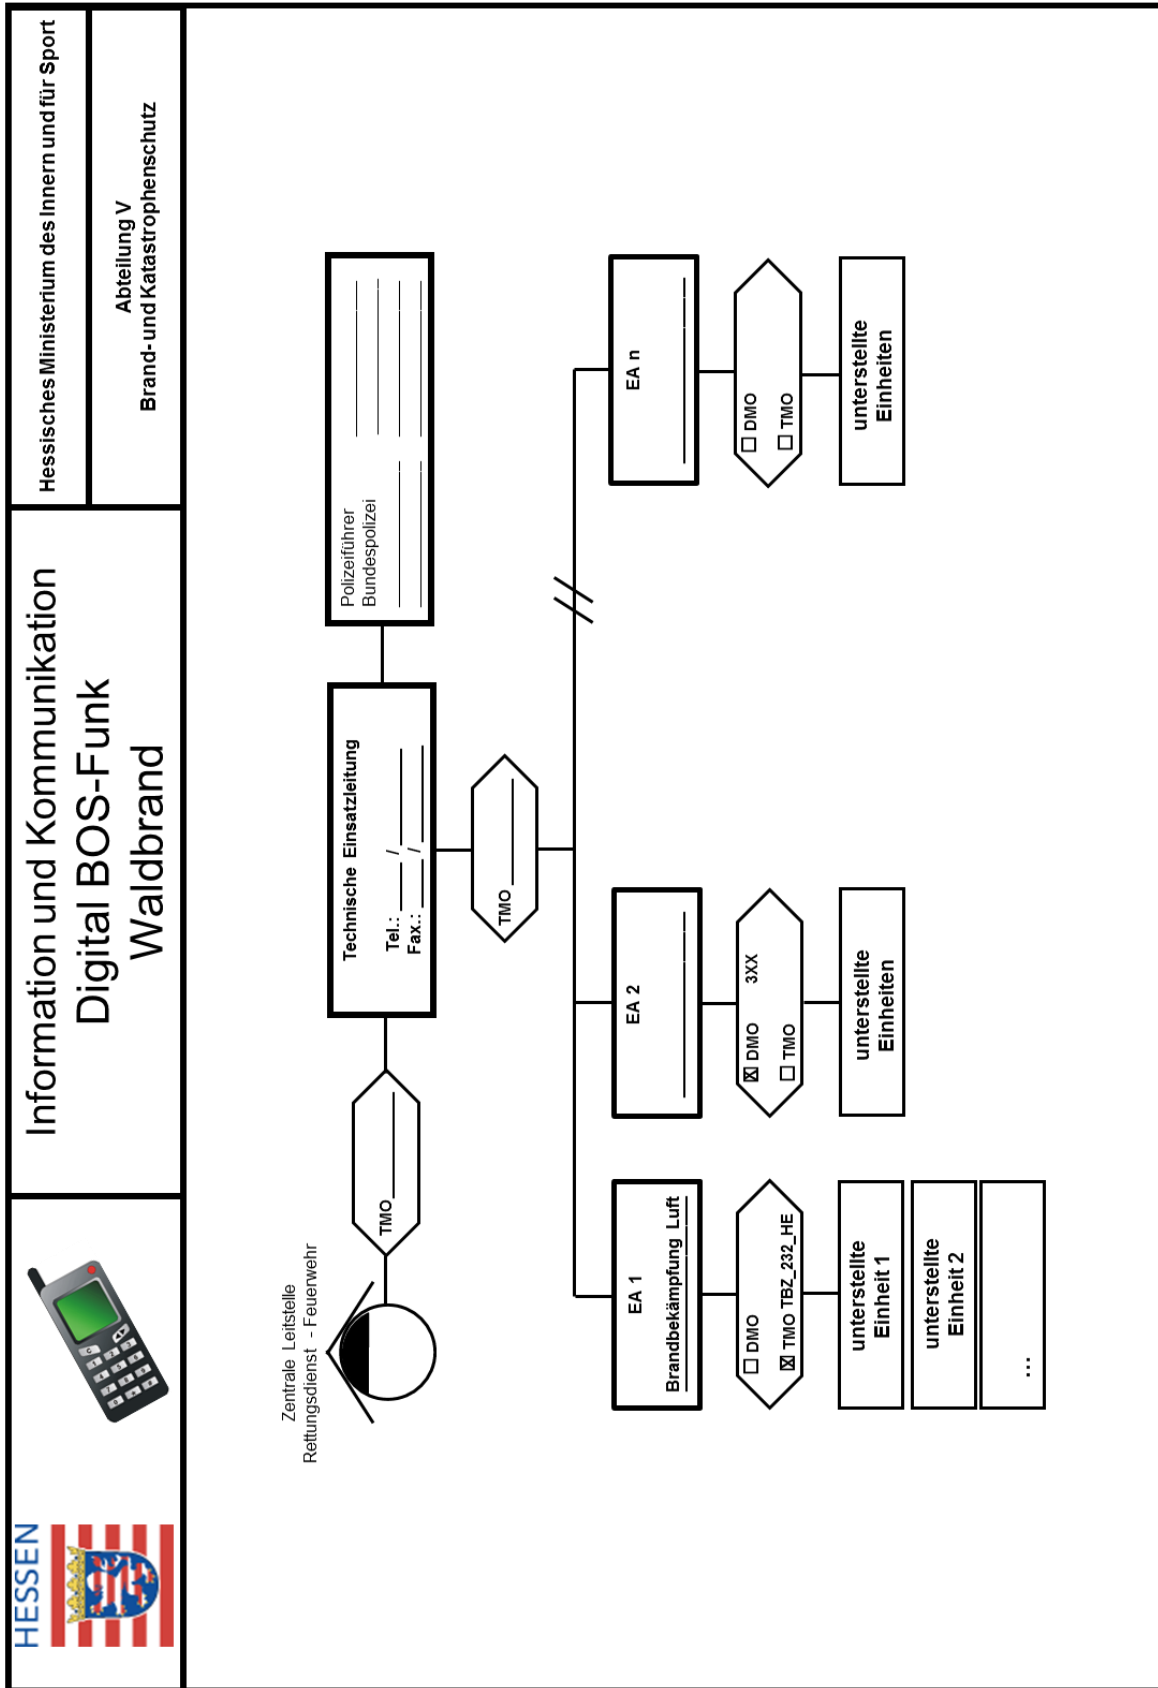 HESSEN
Information und Kommunikation
Digital BOS-Funk
Waldbrand
Hessisches Ministerium des Innern und für Sport
Abteilung V
Brand- und Katastrophenschutz
Zentrale Leitstelle
Rettungsdienst - Feuerwehr
TMO
Technische Einsatzleitung
Tel.: /
Fax.: /
Polizeiführer
Bundespolizei
TMO
EA 1
Brandbekämpfung Luft
☐ DMO
☒ TMO TBZ_232_HE
unterstellte
Einheit 1
unterstellte
Einheit 2
...
EA 2
☒ DMO 3XX
☐ TMO
unterstellte
Einheiten
EA n
☐ DMO
☐ TMO
unterstellte
Einheiten